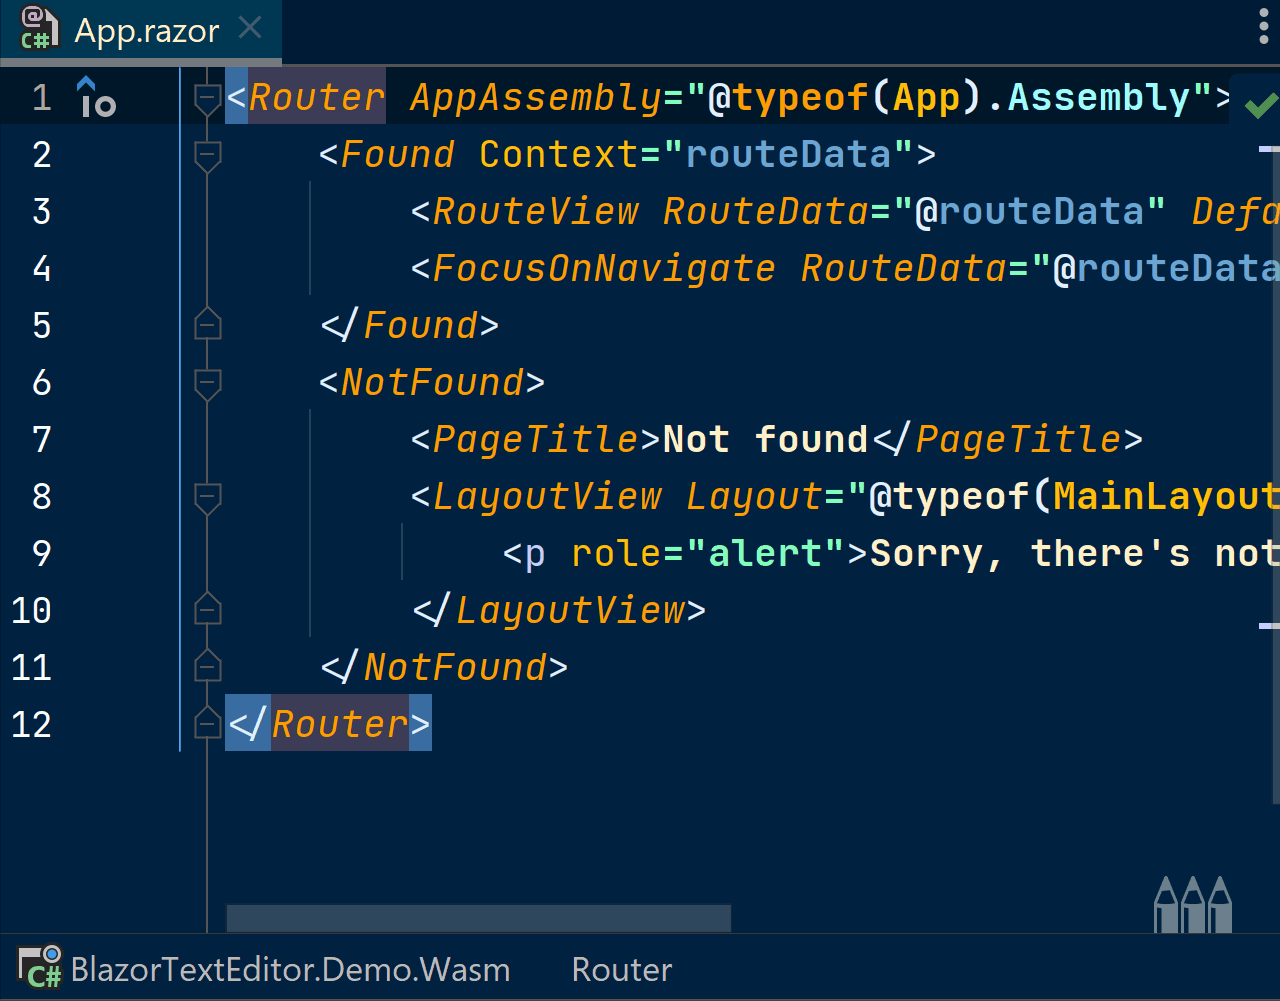 App.razor
1 <Router AppAssembly="@typeof(App).Assembly">
2 <Found Context="routeData">
3 <RouteView RouteData="@routeData" Defa
4 <FocusOnNavigate RouteData="@routeData
5 </Found>
6 <NotFound>
7 <PageTitle>Not found</PageTitle>
8 <LayoutView Layout="@typeof(MainLayout
9 <p role="alert">Sorry, there's not
10 </LayoutView>
11 </NotFound>
12 </Router>
C# BlazorTextEditor.Demo.Wasm Router